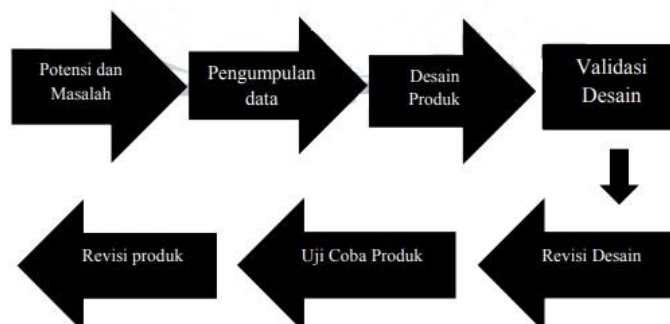 Potensi dan
Masalah
Pengumpulan
data
Desain
Produk
Validasi
Desain
Revisi Desain
Uji Coba Produk
Revisi produk